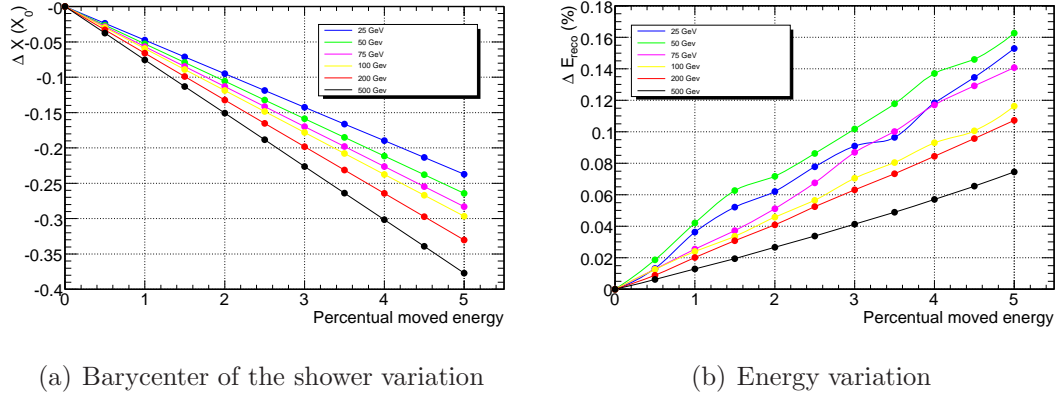 Δ X (X0)
-0
-0.05
-0.1
-0.15
-0.2
-0.25
-0.3
-0.35
-0.4
25 GeV
50 Gev
75 GeV
100 Gev
200 Gev
500 Gev
0 1 2 3 4 5
Percentual moved energy
(a) Barycenter of the shower variation
Δ Ereco (%)
0.18
0.16
0.14
0.12
0.1
0.08
0.06
0.04
0.02
0
25 GeV
50 Gev
75 GeV
100 Gev
200 Gev
500 Gev
0 1 2 3 4 5
Percentual moved energy
(b) Energy variation